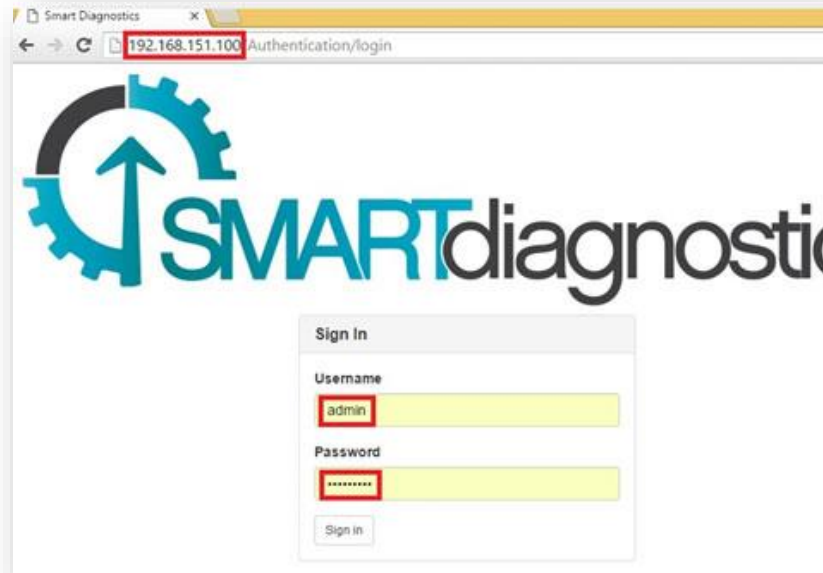 Smart Diagnostics
192.168.151.100/Authentication/login
SMARTdiagnostic
Sign In
Username
admin
Password
•••••••••
Sign in